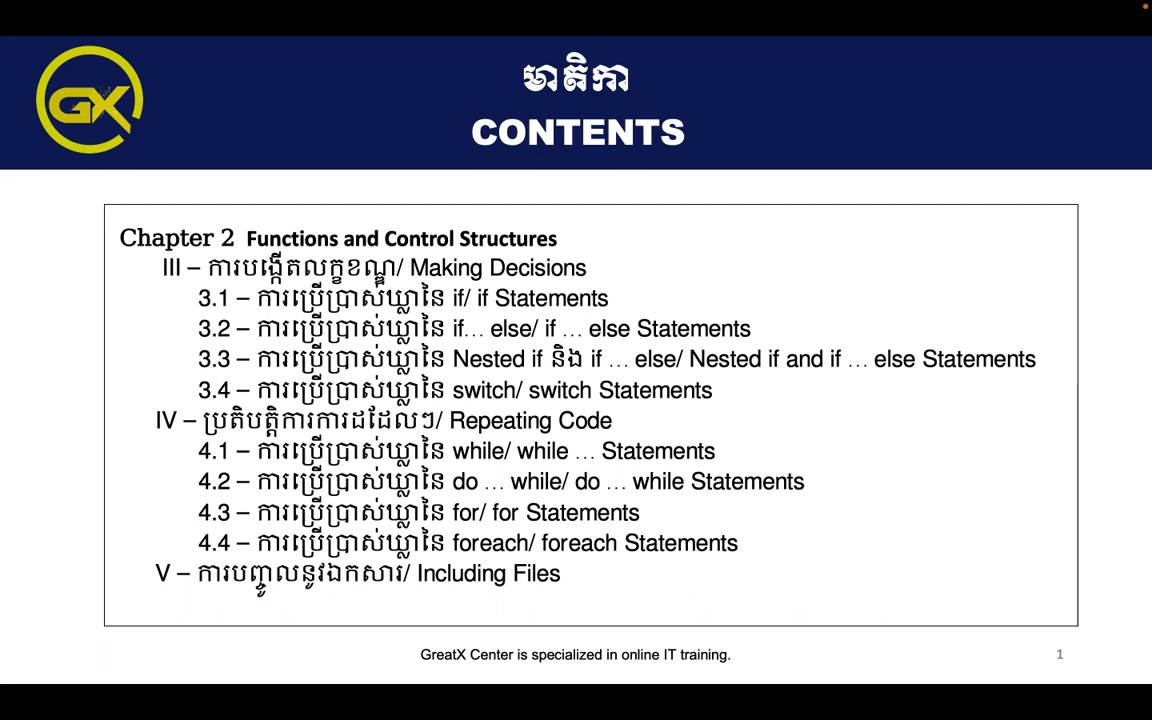 GX
មាតិកា
CONTENTS
Chapter 2 Functions and Control Structures
III – ការបង្កើតលក្ខខណ្ឌ/ Making Decisions
3.1 – ការប្រើប្រាស់ឃ្លានៃ if/ if Statements
3.2 – ការប្រើប្រាស់ឃ្លានៃ if… else/ if … else Statements
3.3 – ការប្រើប្រាស់ឃ្លានៃ Nested if និង if … else/ Nested if and if … else Statements
3.4 – ការប្រើប្រាស់ឃ្លានៃ switch/ switch Statements
IV – ប្រតិបត្តិការការដដែលៗ/ Repeating Code
4.1 – ការប្រើប្រាស់ឃ្លានៃ while/ while … Statements
4.2 – ការប្រើប្រាស់ឃ្លានៃ do … while/ do … while Statements
4.3 – ការប្រើប្រាស់ឃ្លានៃ for/ for Statements
4.4 – ការប្រើប្រាស់ឃ្លានៃ foreach/ foreach Statements
V – ការបញ្ចូលនូវឯកសារ/ Including Files
GreatX Center is specialized in online IT training.
1